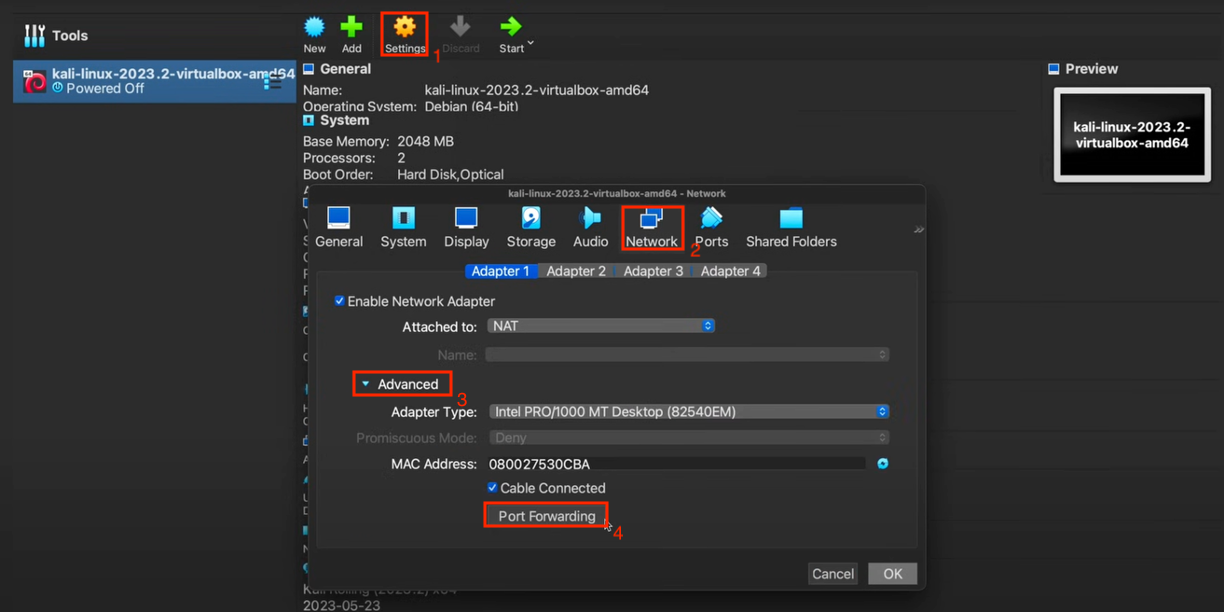 Tools
New Add Settings 1 Discard Start
kali-linux-2023.2-virtualbox-amd64
Powered Off
General
Name: kali-linux-2023.2-virtualbox-amd64
Operating System: Debian (64-bit)
System
Base Memory: 2048 MB
Processors: 2
Boot Order: Hard Disk,Optical
Preview
kali-linux-2023.2-
virtualbox-amd64
kali-linux-2023.2-virtualbox-amd64 - Network
General System Display Storage Audio Network 2 Ports Shared Folders
Adapter 1 Adapter 2 Adapter 3 Adapter 4
Enable Network Adapter
Attached to: NAT
Name:
Advanced 3
Adapter Type: Intel PRO/1000 MT Desktop (82540EM)
Promiscuous Mode: Deny
MAC Address: 080027530CBA
Cable Connected
Port Forwarding 4
Cancel OK
Kali Rolling (2023.2) x64
2023-05-23